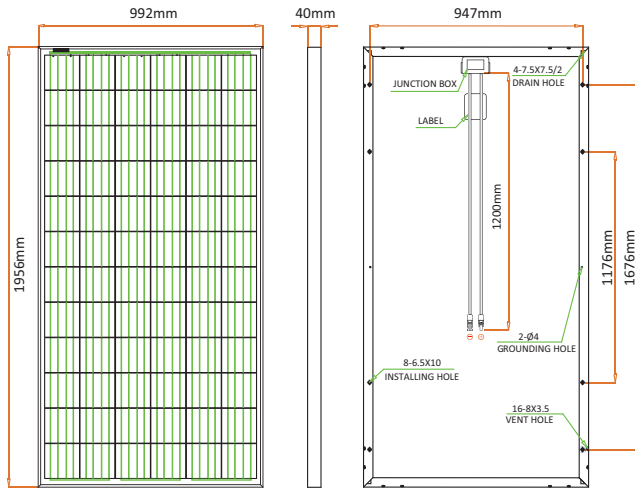 992mm
40mm
947mm
4-7.5X7.5/2
DRAIN HOLE
JUNCTION BOX
LABEL
1956mm
1200mm
1176mm
1676mm
2-Ø4
GROUNDING HOLE
8-6.5X10
INSTALLING HOLE
16-8X3.5
VENT HOLE